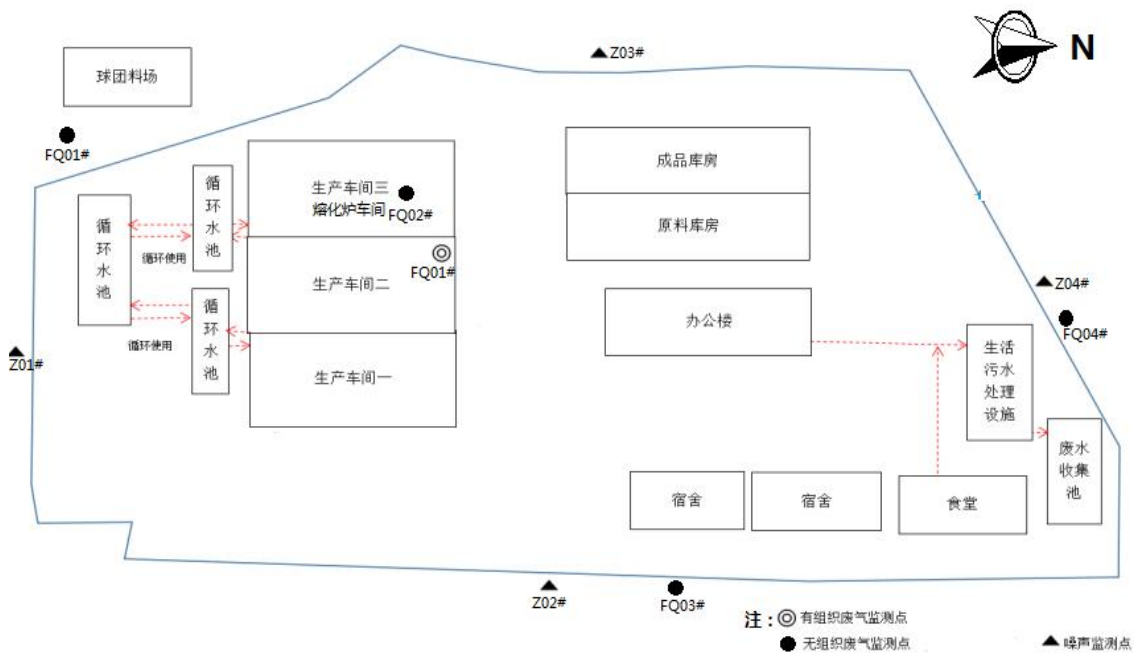 N
Z03#
球团料场
FQ01#
循环水池
生产车间三
熔化炉车间
FQ02#
成品库房
原料库房
循环水池
循环使用
FQ01#
生产车间二
Z04#
FQ04#
办公楼
循环水池
循环使用
Z01#
生产车间一
生活污水处理设施
废水收集池
宿舍
宿舍
食堂
Z02#
FQ03#
注：
有组织废气监测点
无组织废气监测点
噪声监测点